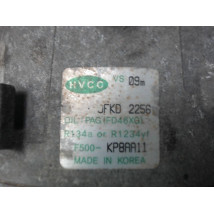 HVCC
VS 09m
JFKD 2256
OIL: PAG(FD46XG)
R134a or R1234yf
F500- KP8AA11
MADE IN KOREA